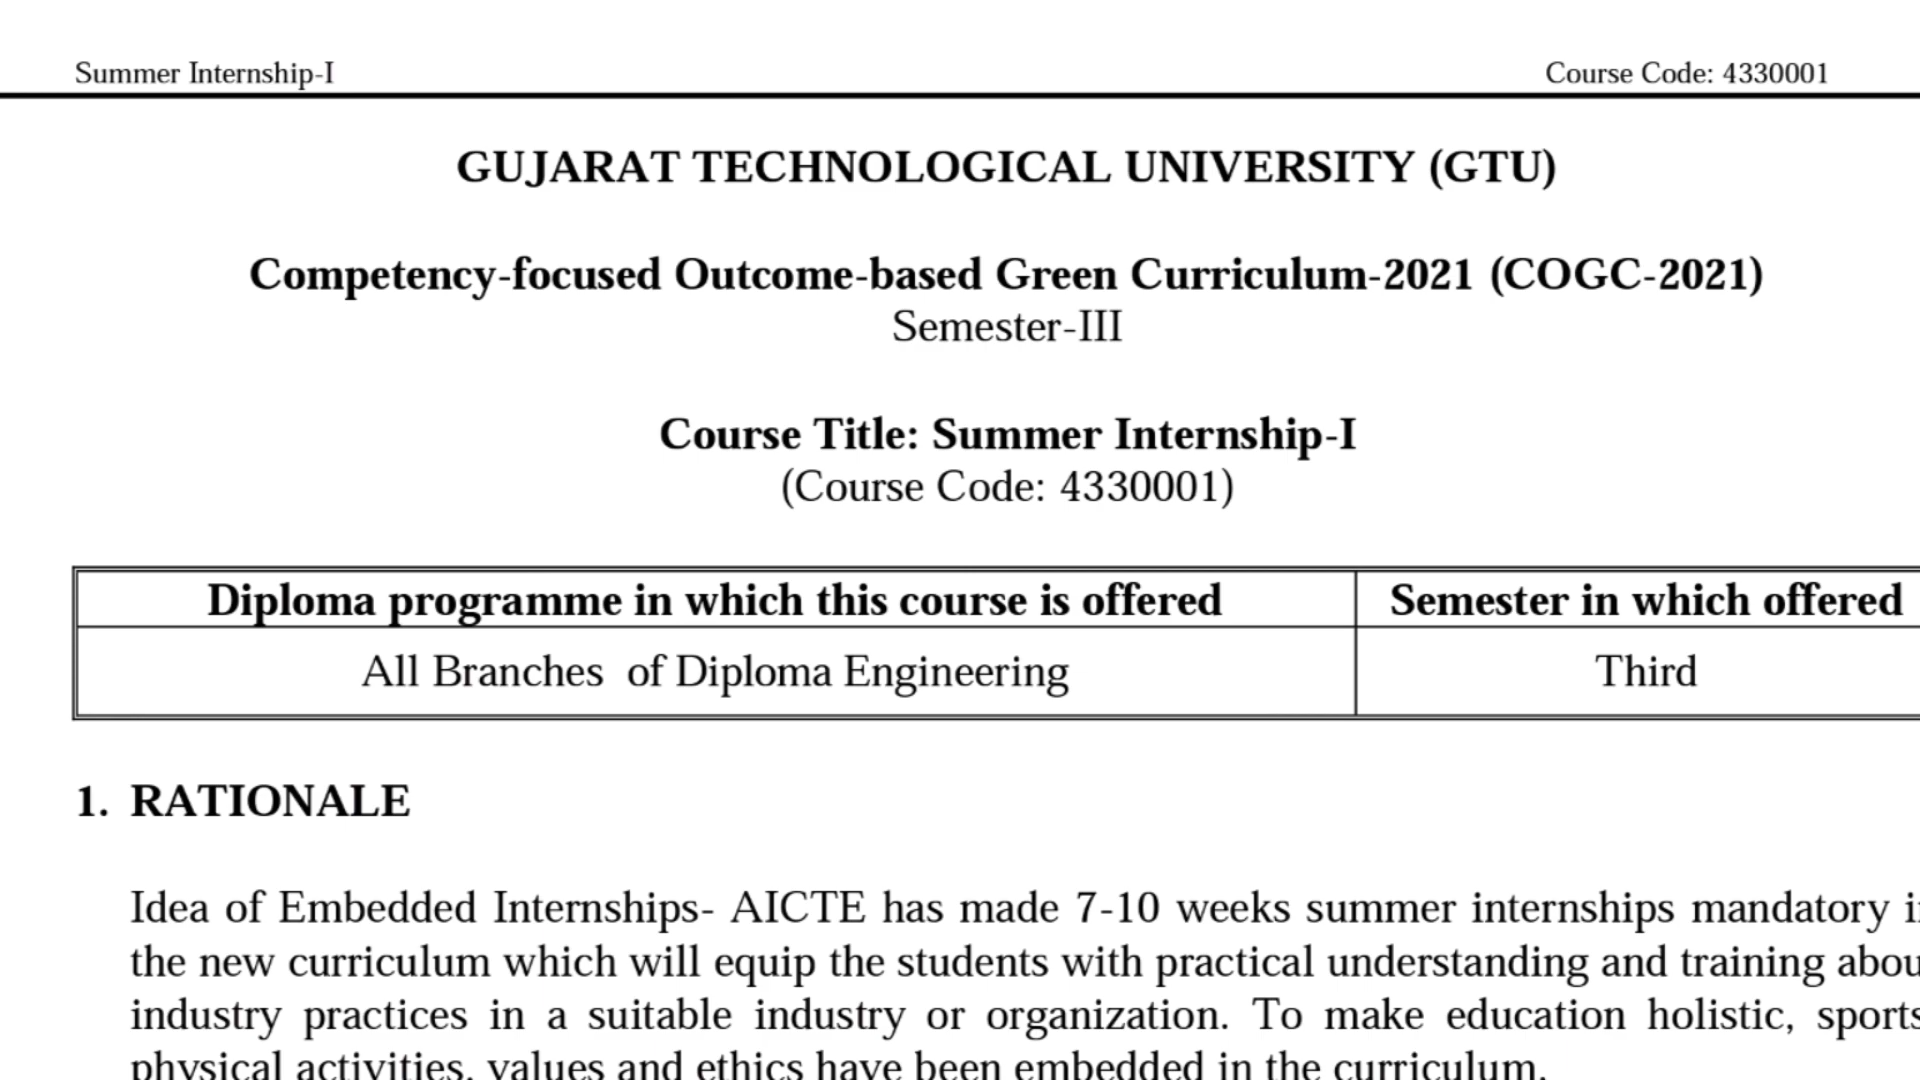 Summer Internship-I Course Code: 4330001
GUJARAT TECHNOLOGICAL UNIVERSITY (GTU)
Competency-focused Outcome-based Green Curriculum-2021 (COGC-2021)
Semester-III
Course Title: Summer Internship-I
(Course Code: 4330001)
Diploma programme in which this course is offered Semester in which offered
All Branches of Diploma Engineering Third
1. RATIONALE
Idea of Embedded Internships- AICTE has made 7-10 weeks summer internships mandatory
the new curriculum which will equip the students with practical understanding and training
industry practices in a suitable industry or organization. To make education holistic, sports
physical activities, values and ethics have been embedded in the curriculum.